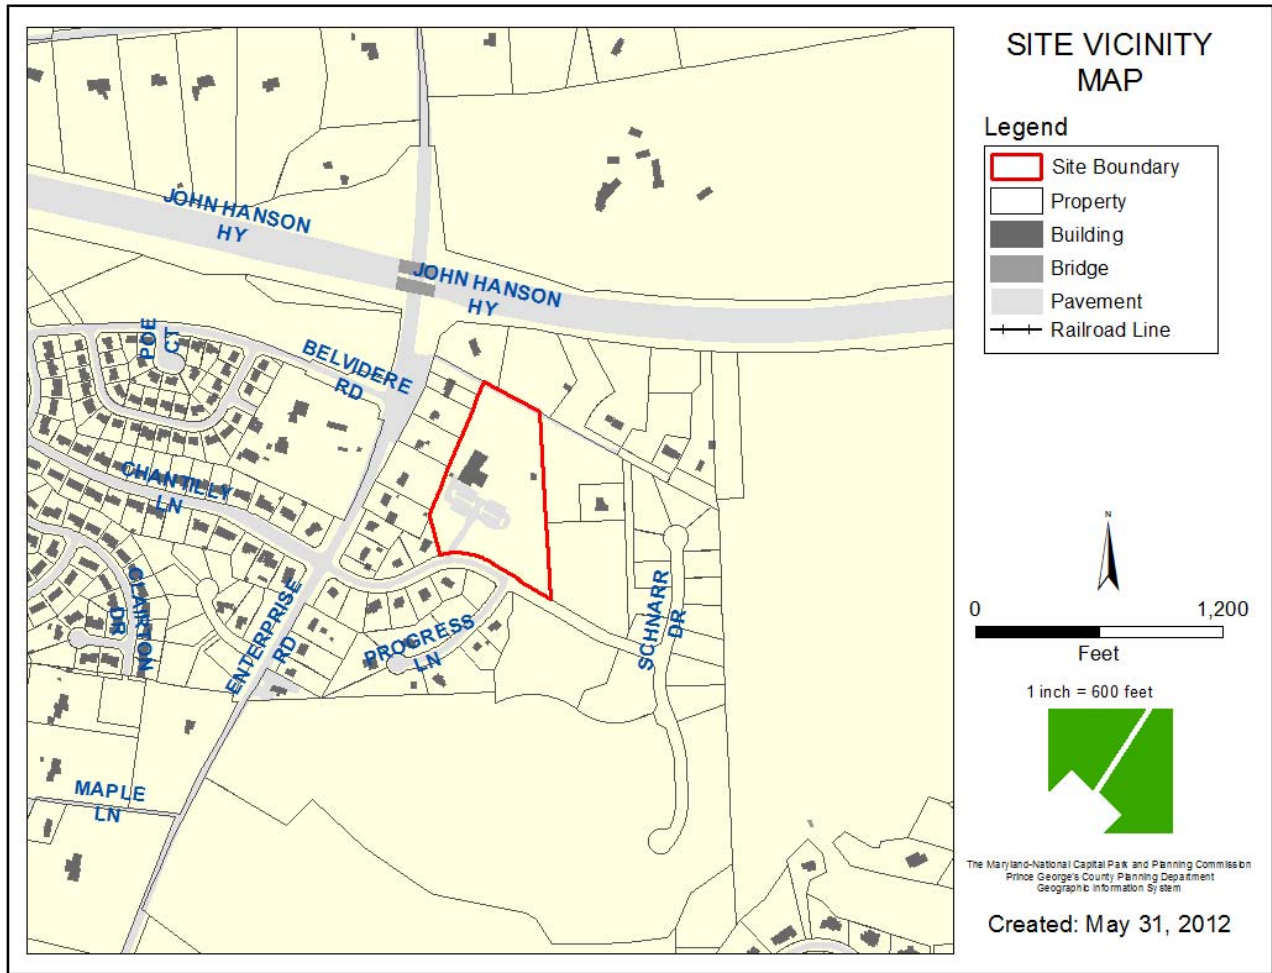 SITE VICINITY
MAP
Legend
Site Boundary
Property
Building
Bridge
Pavement
Railroad Line
JOHN HANSON
HY
JOHN HANSON
HY
POE
CT
BELVIDERE
RD
CHANTILLY
LN
CLAIRTON
DR
ENTERPRISE
RD
PROGRESS
LN
SCHNARR
DR
MAPLE
LN
N
0 1,200
Feet
1 inch = 600 feet
The Maryland-National Capital Park and Planning Commission
Prince George's County Planning Department
Geographic Information System
Created: May 31, 2012